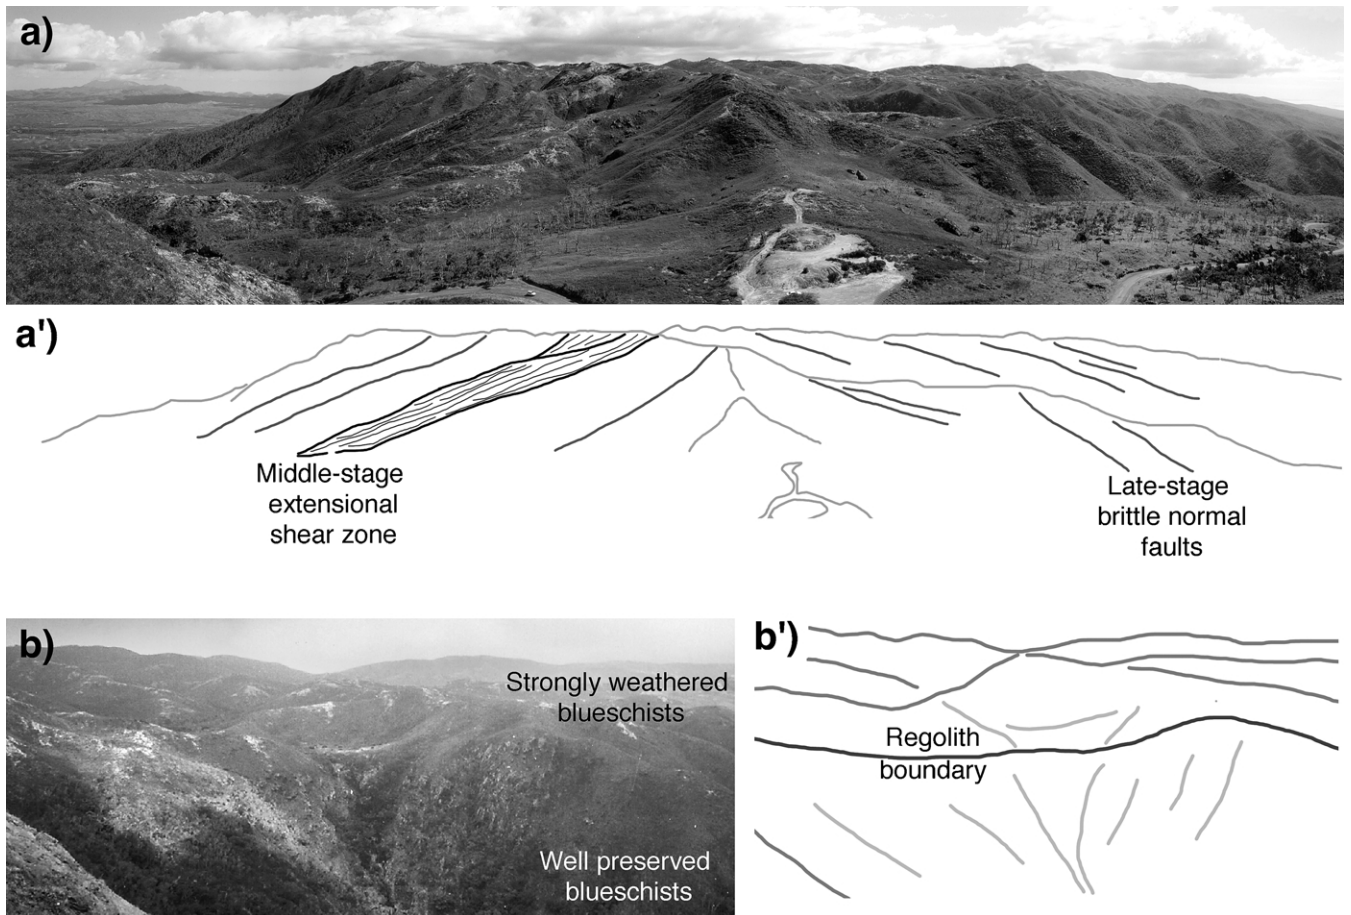 a)
a')
Middle-stage
extensional
shear zone
Late-stage
brittle normal
faults
b)
Strongly weathered
blueschists
Well preserved
blueschists
b')
Regolith
boundary